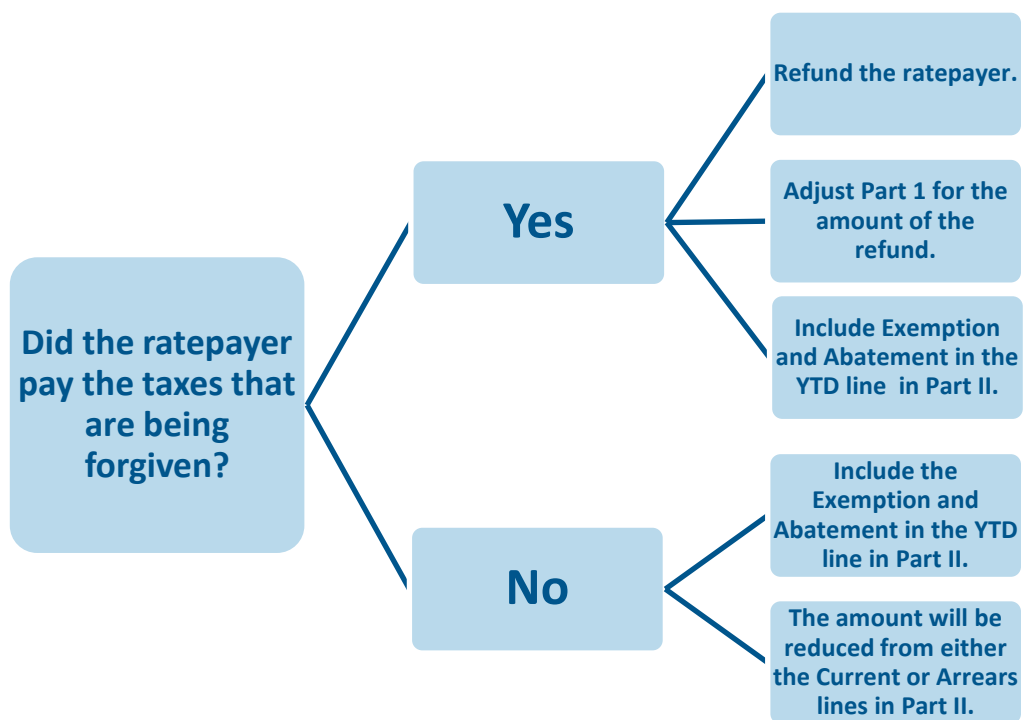 Did the ratepayer
pay the taxes that
are being
forgiven?
Yes
Refund the ratepayer.
Adjust Part 1 for the
amount of the
refund.
Include Exemption
and Abatement in the
YTD line in Part II.
No
Include the
Exemption and
Abatement in the YTD
line in Part II.
The amount will be
reduced from either
the Current or Arrears
lines in Part II.